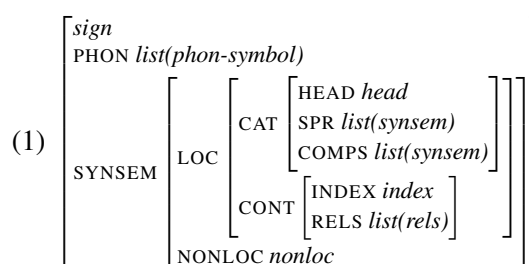 sign
PHON list(phon-symbol)
HEAD head
CAT SPR list(synsem)
COMPS list(synsem)
(1) SYNSEM LOC
CONT INDEX index
RELS list(rels)
NONLOC nonloc